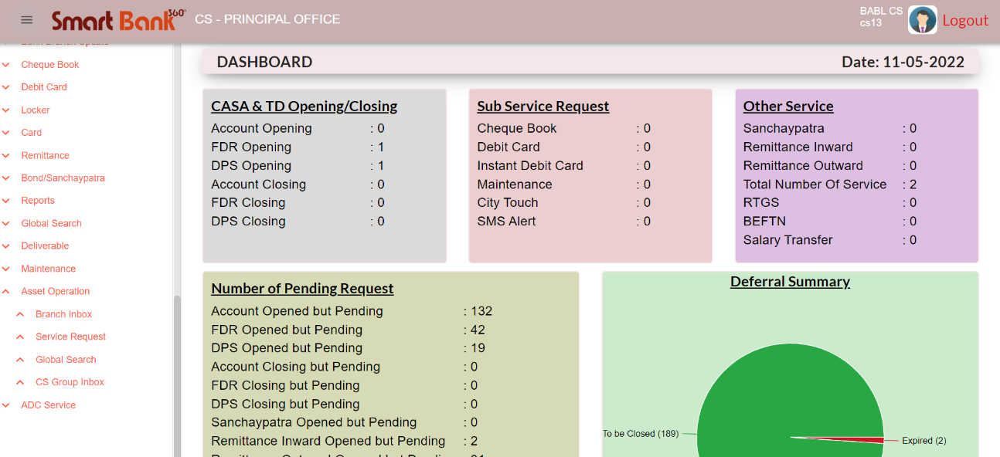 Smart Bank 360°
CS - PRINCIPAL OFFICE
BABL CS
cs13
Logout
Cheque Book
Debit Card
Locker
Card
Remittance
Bond/Sanchaypatra
Reports
Global Search
Deliverable
Maintenance
Asset Operation
Branch Inbox
Service Request
Global Search
CS Group Inbox
ADC Service
DASHBOARD
Date: 11-05-2022
CASA & TD Opening/Closing
Account Opening : 0
FDR Opening : 1
DPS Opening : 1
Account Closing : 0
FDR Closing : 0
DPS Closing : 0
Sub Service Request
Cheque Book : 0
Debit Card : 0
Instant Debit Card : 0
Maintenance : 0
City Touch : 0
SMS Alert : 0
Other Service
Sanchaypatra : 0
Remittance Inward : 0
Remittance Outward : 0
Total Number Of Service : 2
RTGS : 0
BEFTN : 0
Salary Transfer : 0
Number of Pending Request
Account Opened but Pending : 132
FDR Opened but Pending : 42
DPS Opened but Pending : 19
Account Closing but Pending : 0
FDR Closing but Pending : 0
DPS Closing but Pending : 0
Sanchaypatra Opened but Pending : 0
Remittance Inward Opened but Pending : 2
Deferral Summary
To be Closed (189)
Expired (2)